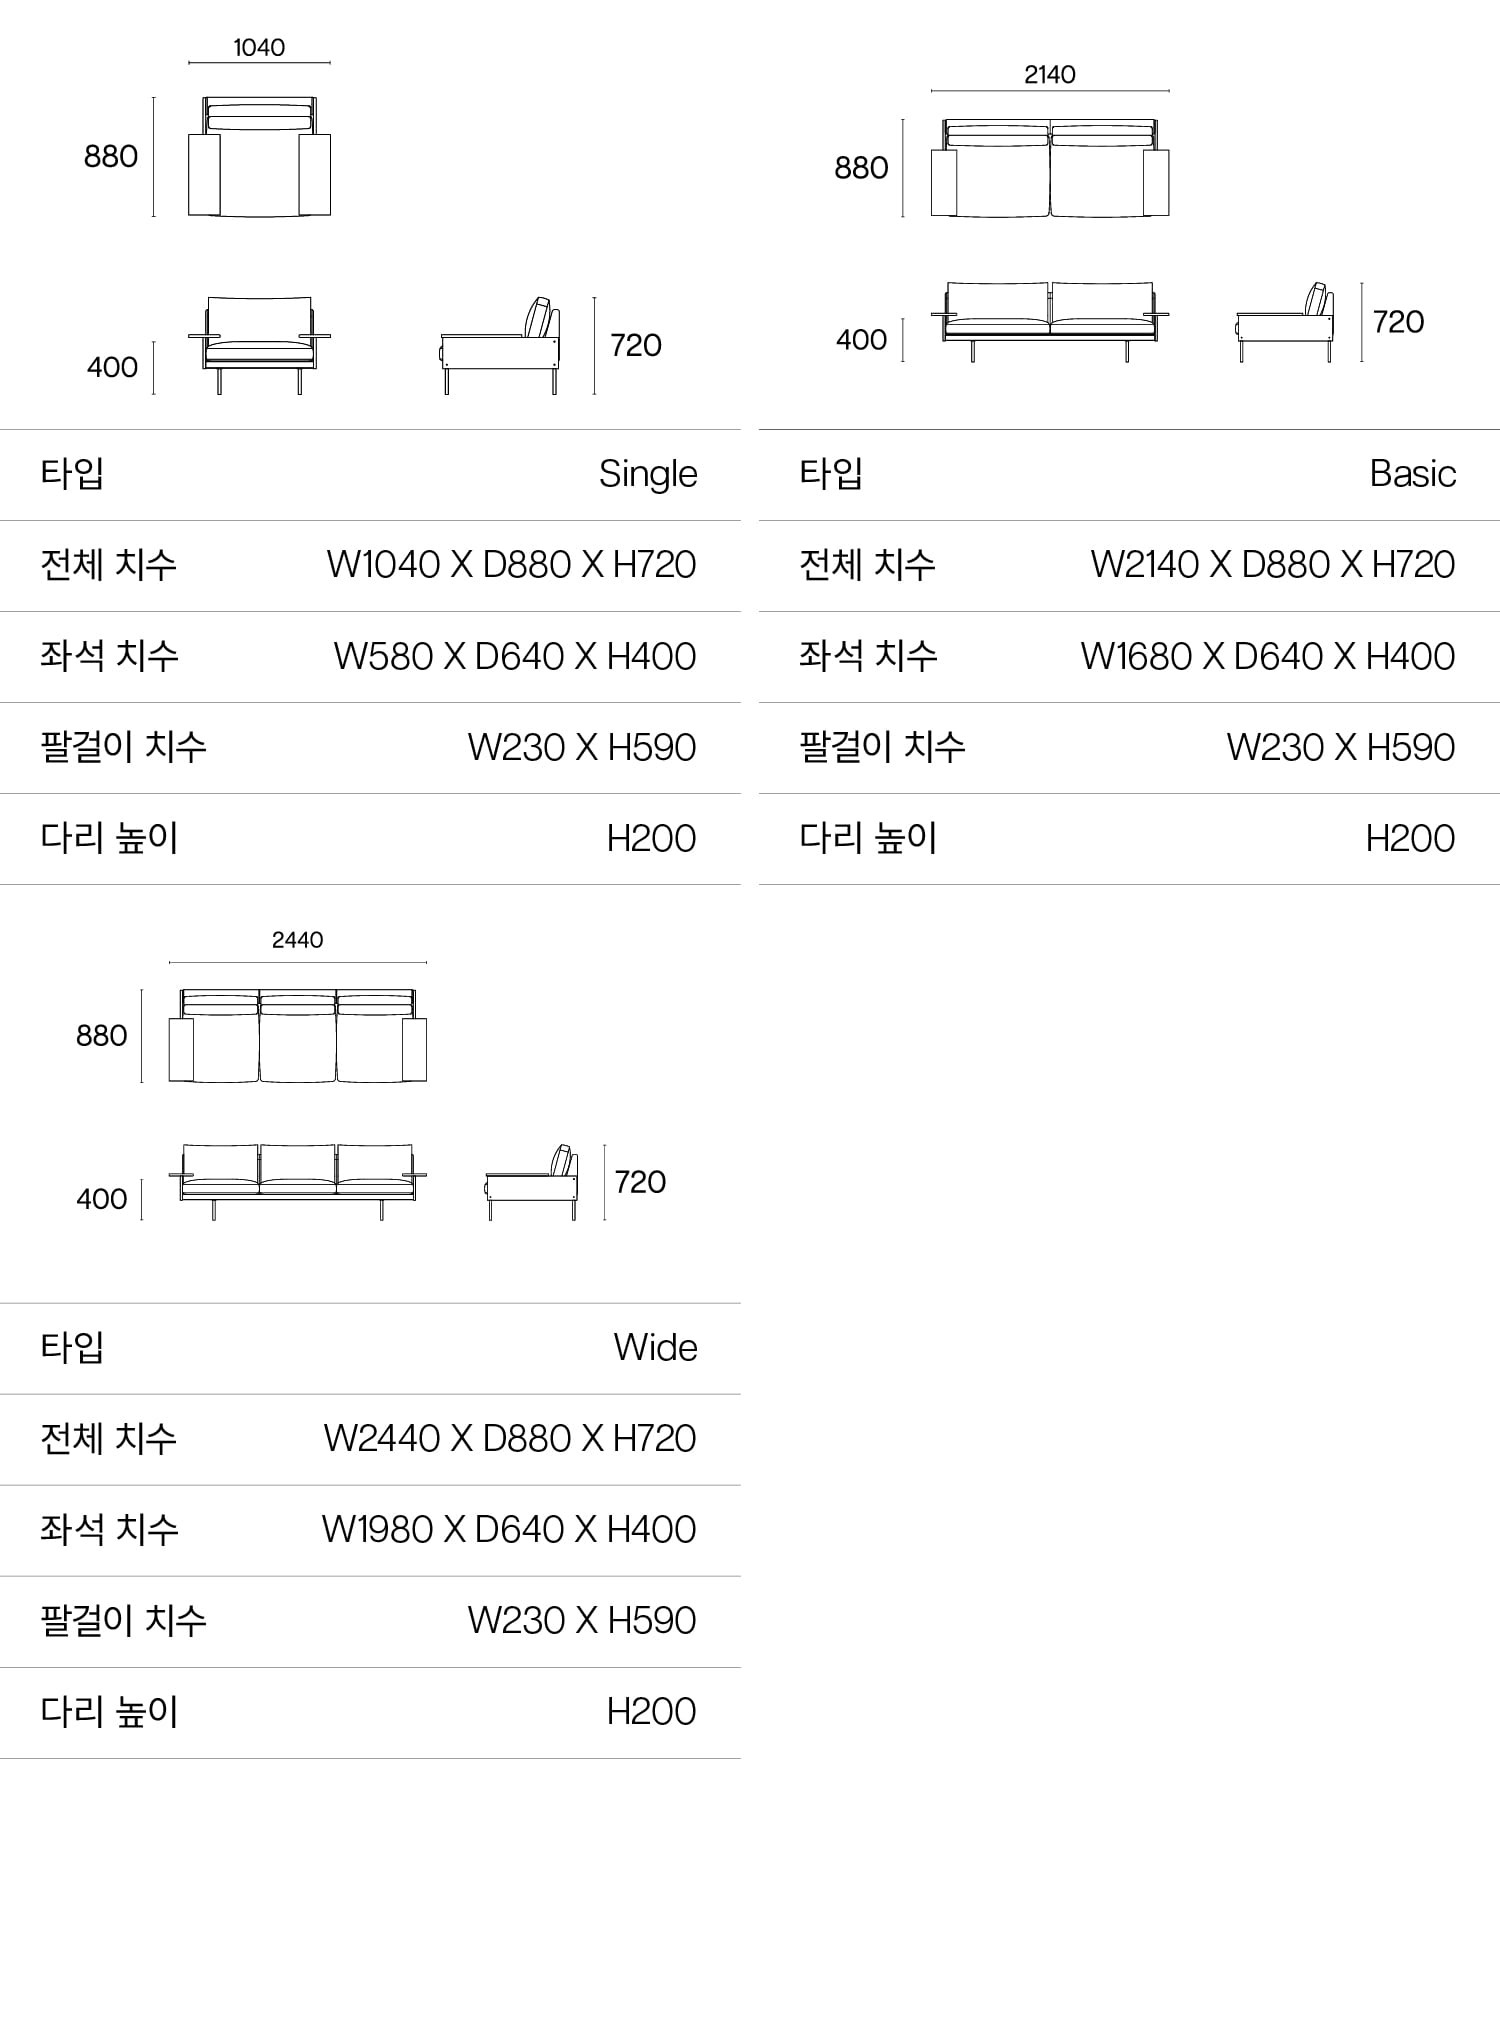 1040
880
400
720
타입 Single
전체 치수 W1040 X D880 X H720
좌석 치수 W580 X D640 X H400
팔걸이 치수 W230 X H590
다리 높이 H200
2140
880
400
720
타입 Basic
전체 치수 W2140 X D880 X H720
좌석 치수 W1680 X D640 X H400
팔걸이 치수 W230 X H590
다리 높이 H200
2440
880
400
720
타입 Wide
전체 치수 W2440 X D880 X H720
좌석 치수 W1980 X D640 X H400
팔걸이 치수 W230 X H590
다리 높이 H200